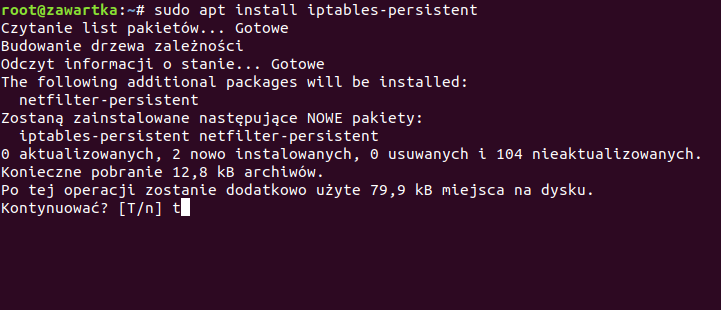 root@zawartka:~# sudo apt install iptables-persistent
Czytanie list pakietów... Gotowe
Budowanie drzewa zależności
Odczyt informacji o stanie... Gotowe
The following additional packages will be installed:
  netfilter-persistent
Zostaną zainstalowane następujące NOWE pakiety:
  iptables-persistent netfilter-persistent
0 aktualizowanych, 2 nowo instalowanych, 0 usuwanych i 104 nieaktualizowanych.
Konieczne pobranie 12,8 kB archiwów.
Po tej operacji zostanie dodatkowo użyte 79,9 kB miejsca na dysku.
Kontynuować? [T/n] t